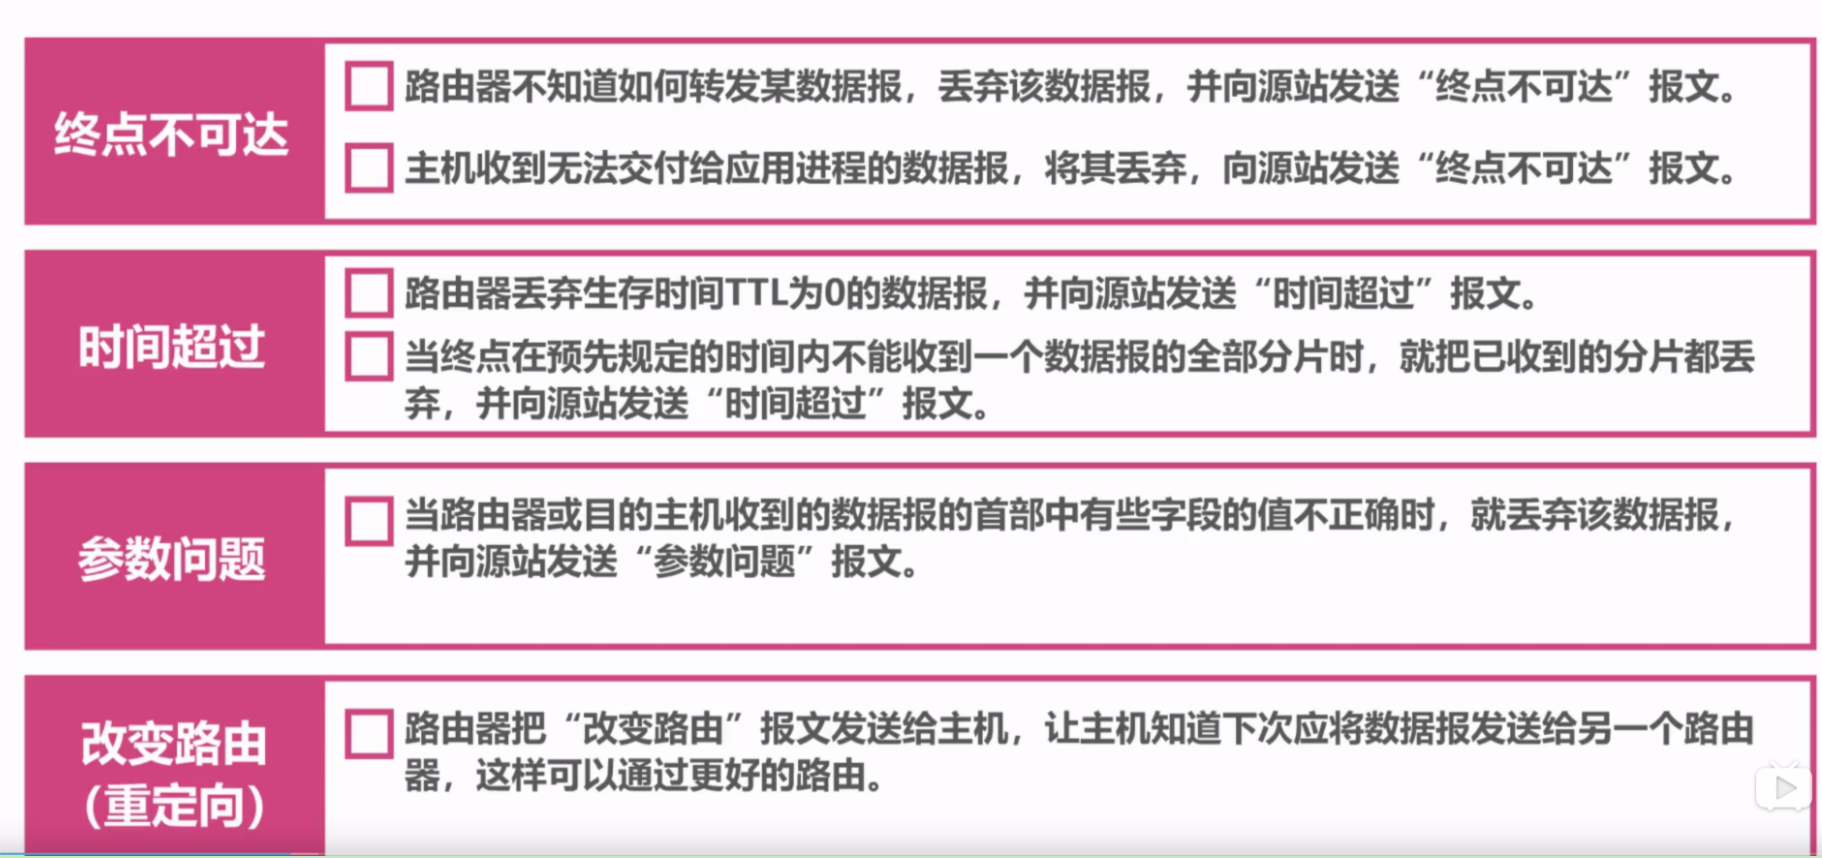 终点不可达
路由器不知道如何转发某数据报，丢弃该数据报，并向源站发送“终点不可达”报文。
主机收到无法交付给应用进程的数据报，将其丢弃，向源站发送“终点不可达”报文。
时间超过
路由器丢弃生存时间TTL为0的数据报，并向源站发送“时间超过”报文。
当终点在预先规定的时间内不能收到一个数据报的全部分片时，就把已收到的分片都丢
弃，并向源站发送“时间超过”报文。
参数问题
当路由器或目的主机收到的数据报的首部中有些字段的值不正确时，就丢弃该数据报，
并向源站发送“参数问题”报文。
改变路由
（重定向）
路由器把“改变路由”报文发送给主机，让主机知道下次应将数据报发送给另一个路由
器，这样可以通过更好的路由。